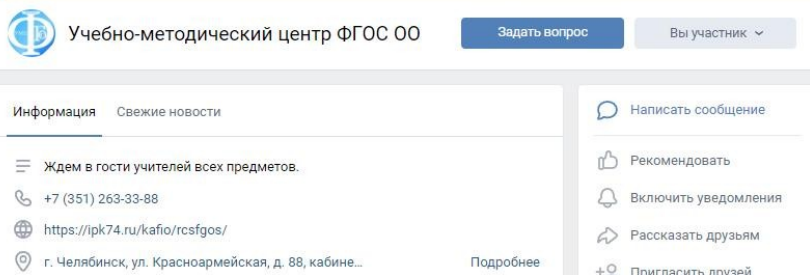 Учебно-методический центр ФГОС ОО
Задать вопрос
Вы участник
Информация
Свежие новости
Ждем в гости учителей всех предметов.
+7 (351) 263-33-88
https://ipk74.ru/kafio/rcsfgos/
г. Челябинск, ул. Красноармейская, д. 88, кабине...
Подробнее
Написать сообщение
Рекомендовать
Включить уведомления
Рассказать друзьям
Пригласить друзей